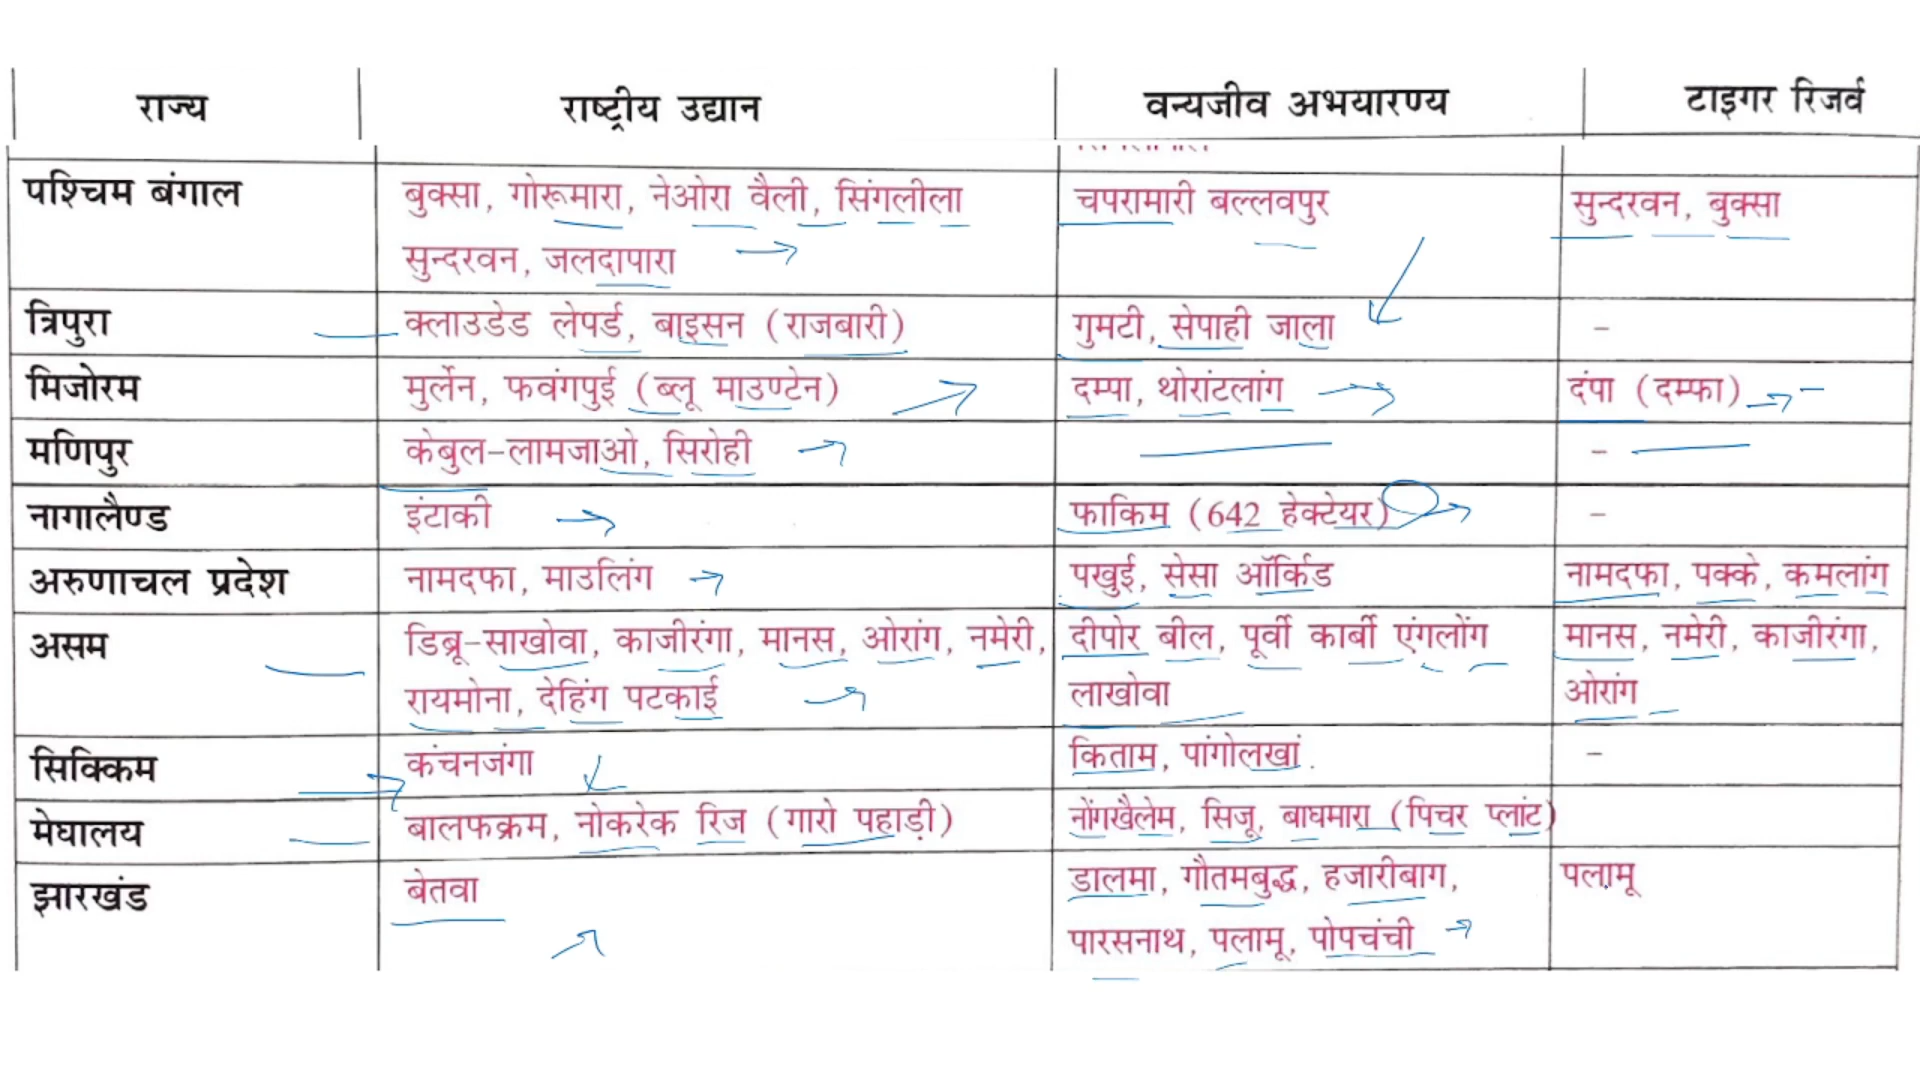 राज्य राष्ट्रीय उद्यान वन्यजीव अभयारण्य टाइगर रिजर्व
पश्चिम बंगाल बुक्सा, गोरूमारा, नेओरा वैली, सिंगलीला चपरामारी बल्लवपुर सुन्दरवन, बुक्सा
सुन्दरवन, जलदापारा
त्रिपुरा क्लाउडेड लेपर्ड, बाइसन (राजबारी) गुमटी, सेपाही जाला -
मिजोरम मुर्लेन, फवंगपुई (ब्लू माउण्टेन) दम्पा, थोरांटलांग दंपा (दम्फा)
मणिपुर केबुल-लामजाओ, सिरोही -
नागालैण्ड इंटाकी फाकिम (642 हेक्टेयर) -
अरुणाचल प्रदेश नामदफा, माउलिंग पखुई, सेसा ऑर्किड नामदफा, पक्के, कमलांग
असम डिब्रू-साखोवा, काजीरंगा, मानस, ओरांग, नमेरी, दीपोर बील, पूर्वी कार्बी एंगलोंग मानस, नमेरी, काजीरंगा,
रायमोना, देहिंग पटकाई लाखोवा ओरांग
सिक्किम कंचनजंगा किताम, पांगोलखां. -
मेघालय बालफक्रम, नोकरेक रिज (गारो पहाड़ी) नोंगखैलेम, सिजू, बाघमारा (पिचर प्लांट)
झारखंड बेतवा डालमा, गौतमबुद्ध, हजारीबाग, पलामू
पारसनाथ, पलामू, पोपचंची